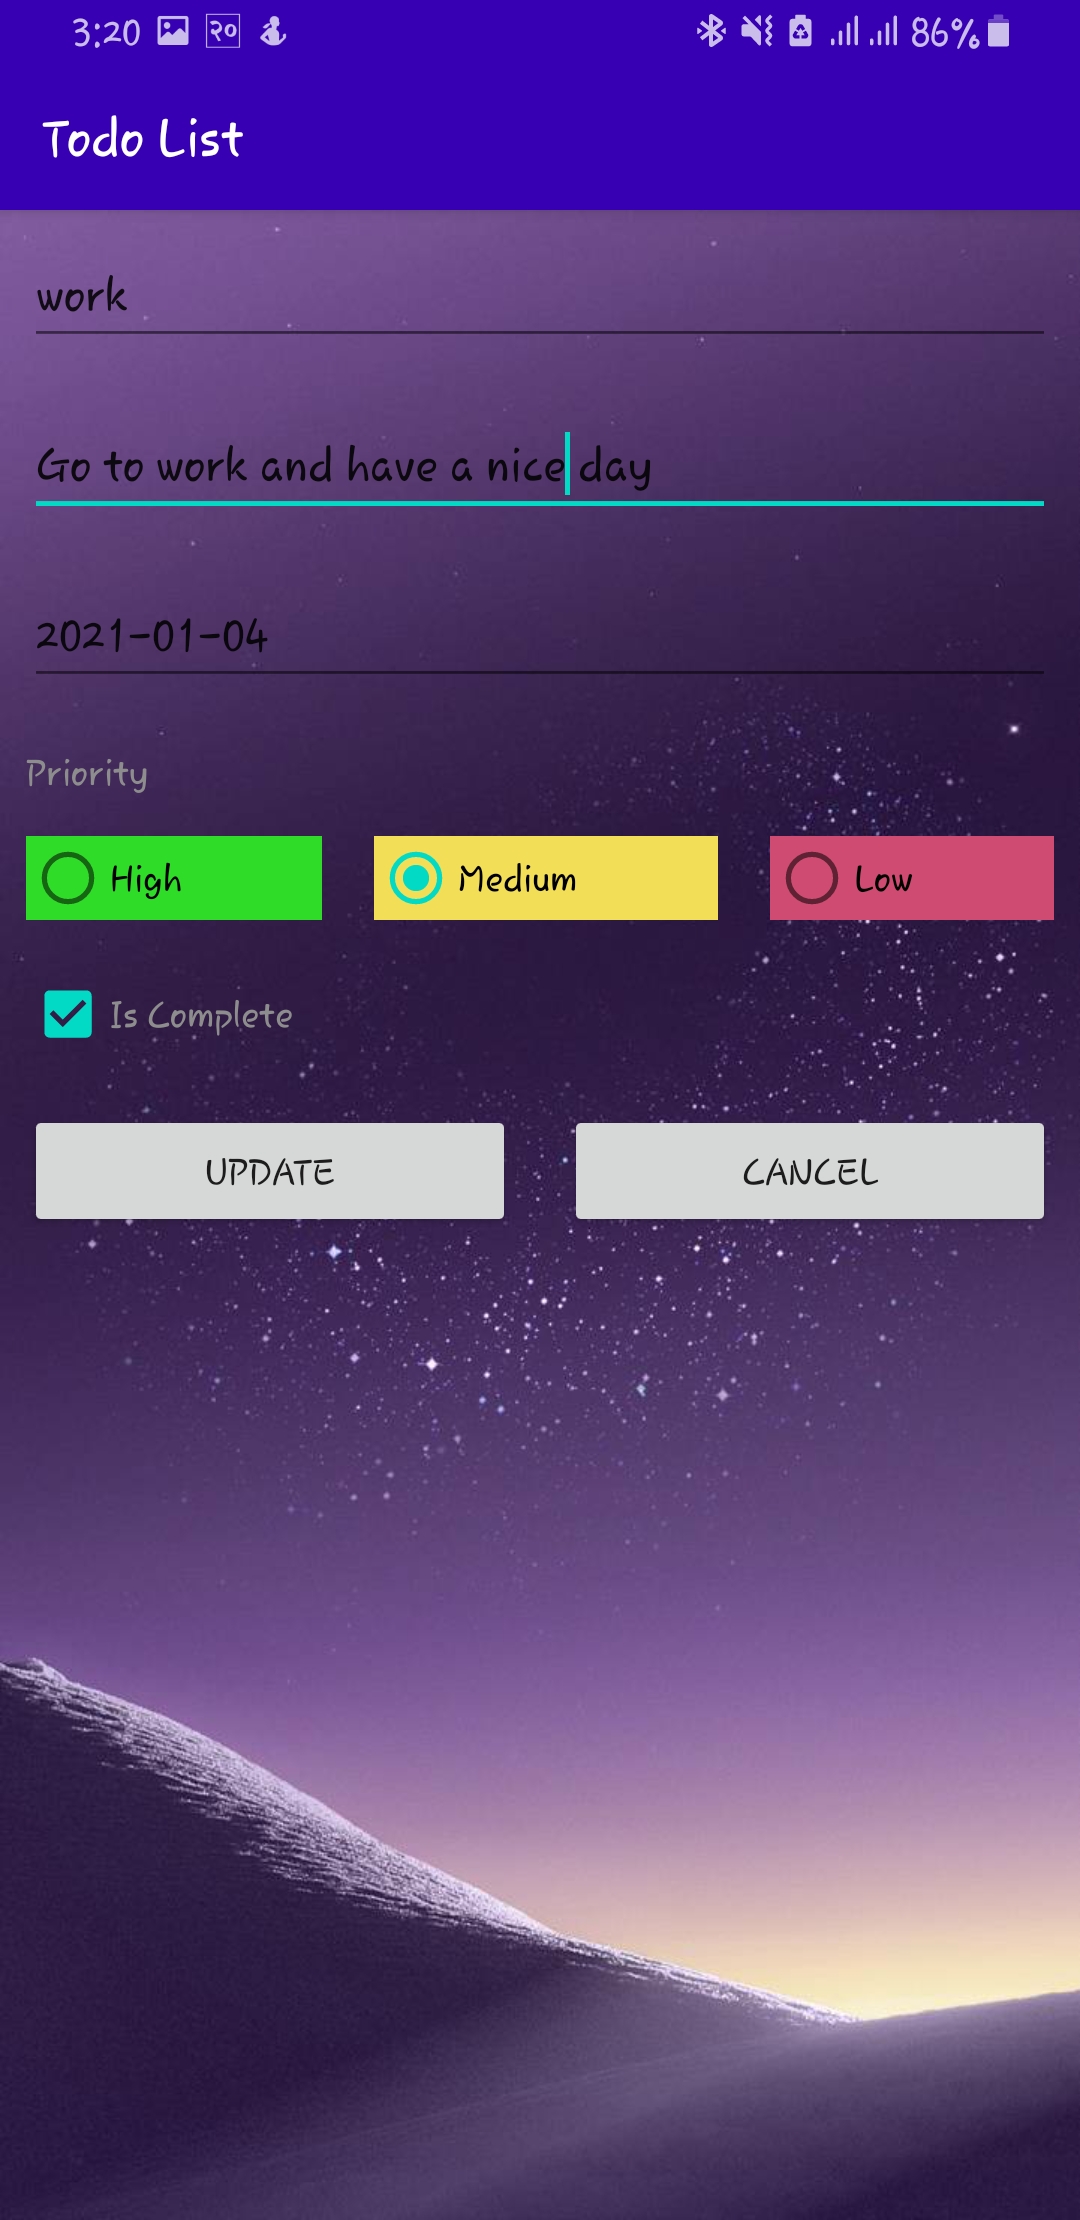 3:20 २० 86%
Todo List
work
Go to work and have a nice day
2021-01-04
Priority
High Medium Low
Is Complete
UPDATE CANCEL